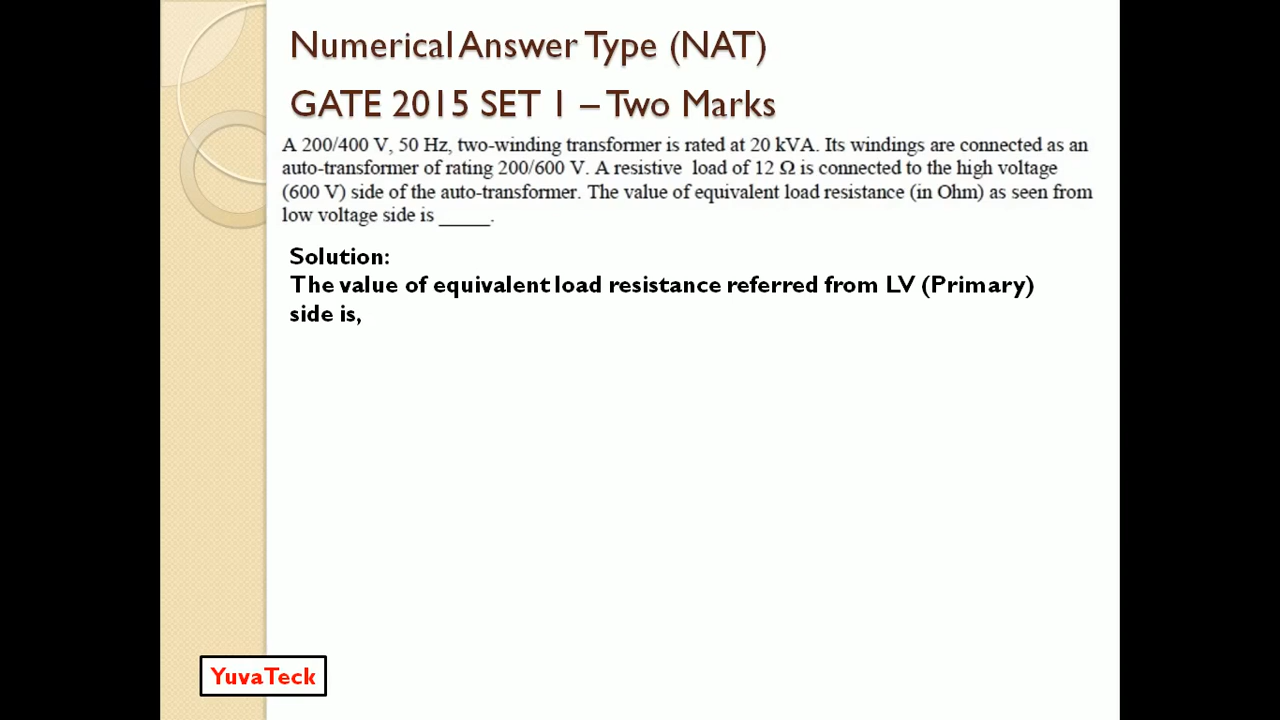 Numerical Answer Type (NAT)
GATE 2015 SET 1 – Two Marks
A 200/400 V, 50 Hz, two-winding transformer is rated at 20 kVA. Its windings are connected as an
auto-transformer of rating 200/600 V. A resistive load of 12 Ω is connected to the high voltage
(600 V) side of the auto-transformer. The value of equivalent load resistance (in Ohm) as seen from
low voltage side is _____.
Solution:
The value of equivalent load resistance referred from LV (Primary)
side is,
YuvaTeck